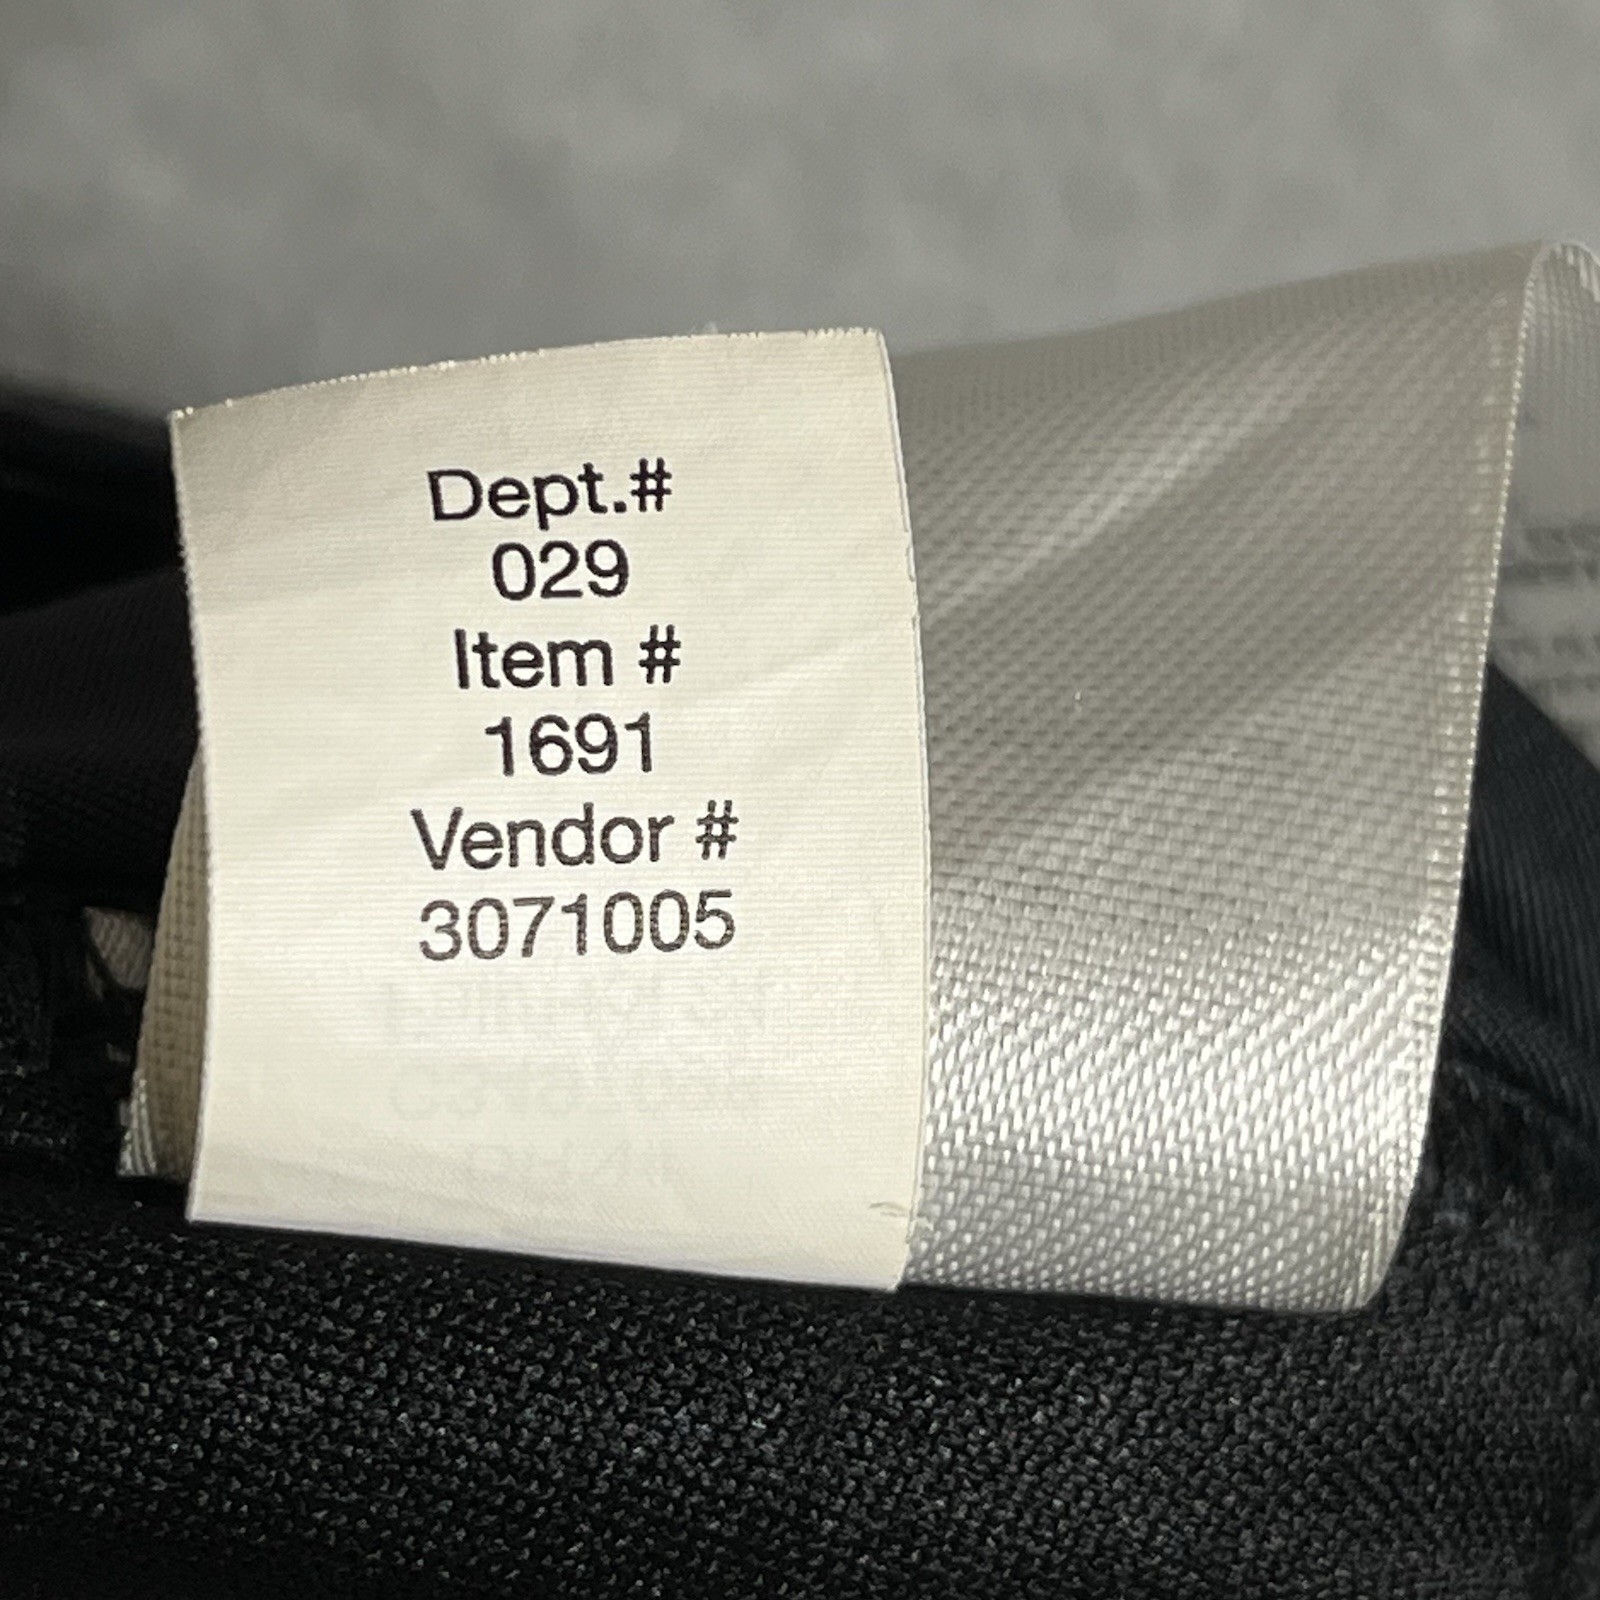 Dept.#
029
Item #
1691
Vendor #
3071005